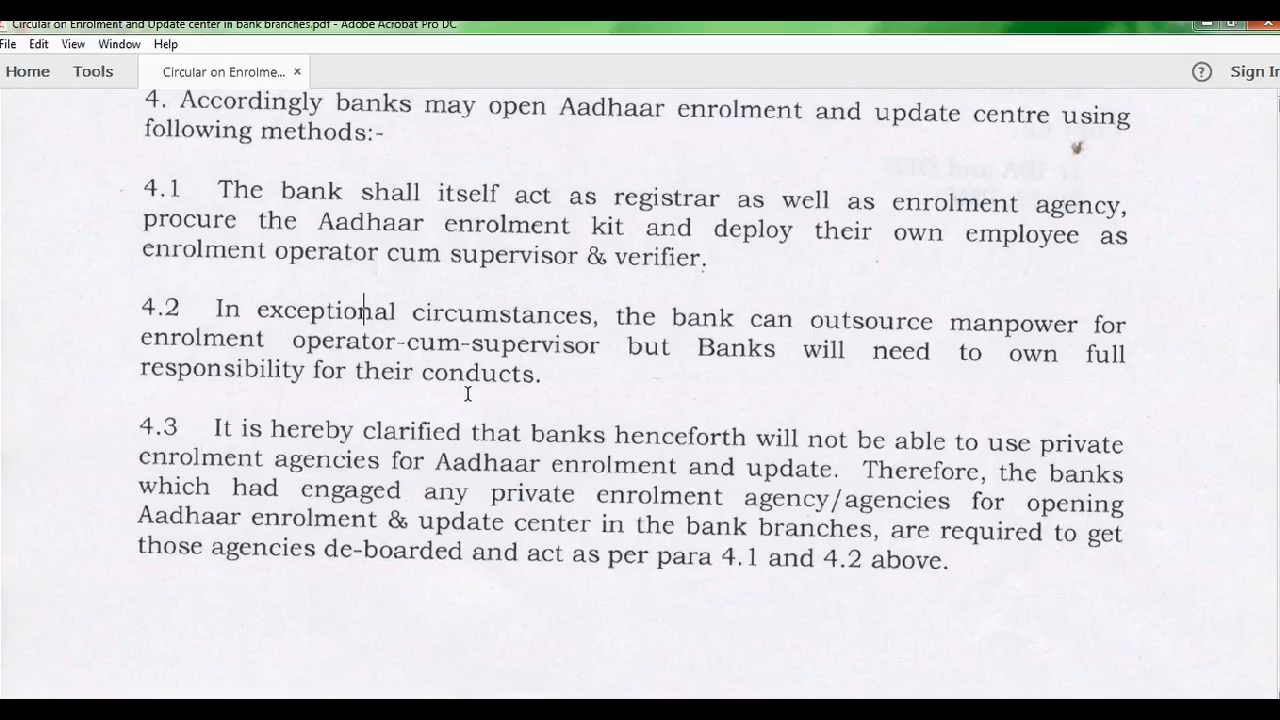 Circular on Enrolment and Update center in bank branches.pdf - Adobe Acrobat Pro DC
File Edit View Window Help
Home Tools Circular on Enrolme... × ? Sign In
4. Accordingly banks may open Aadhaar enrolment and update centre using
following methods:-
4.1 The bank shall itself act as registrar as well as enrolment agency,
procure the Aadhaar enrolment kit and deploy their own employee as
enrolment operator cum supervisor & verifier.
4.2 In exceptional circumstances, the bank can outsource manpower for
enrolment operator-cum-supervisor but Banks will need to own full
responsibility for their conducts.
4.3 It is hereby clarified that banks henceforth will not be able to use private
enrolment agencies for Aadhaar enrolment and update. Therefore, the banks
which had engaged any private enrolment agency/agencies for opening
Aadhaar enrolment & update center in the bank branches, are required to get
those agencies de-boarded and act as per para 4.1 and 4.2 above.